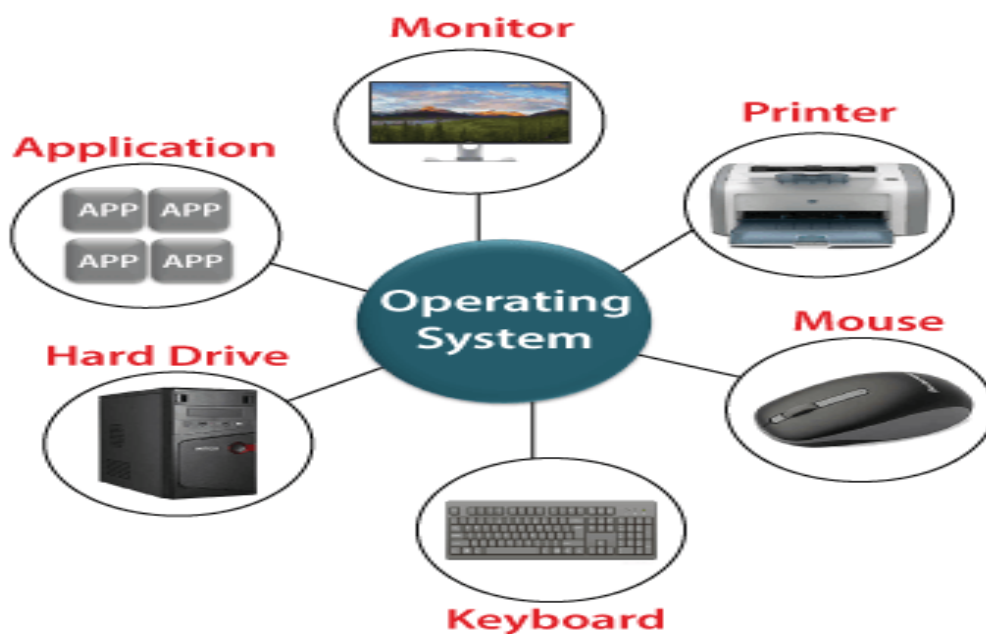 Monitor
Printer
Application
APP APP
APP APP
Operating
System
Mouse
Hard Drive
Keyboard